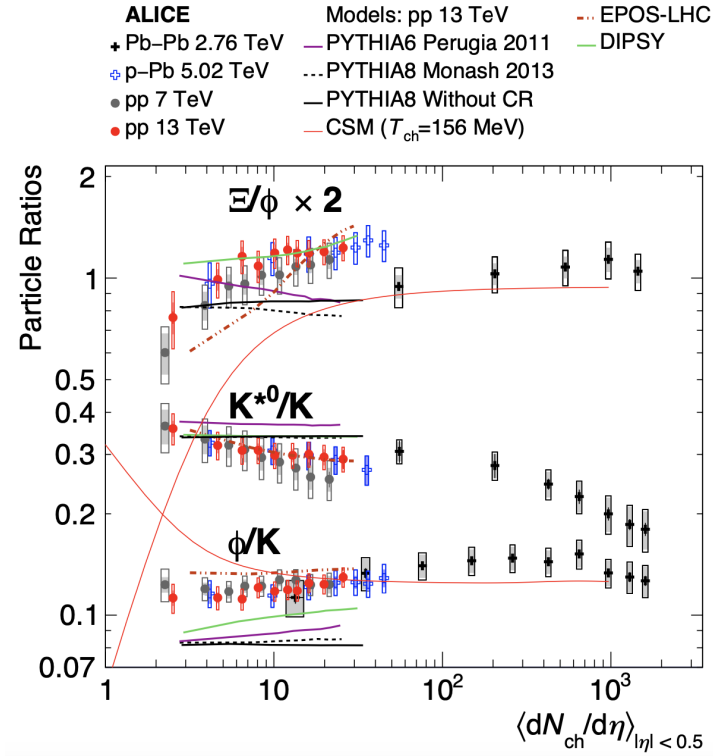 ALICE
Pb–Pb 2.76 TeV
p–Pb 5.02 TeV
pp 7 TeV
pp 13 TeV
Models: pp 13 TeV
PYTHIA6 Perugia 2011
PYTHIA8 Monash 2013
PYTHIA8 Without CR
CSM (T_ch=156 MeV)
EPOS-LHC
DIPSY
Particle Ratios
2
1
0.5
0.4
0.3
0.2
0.1
0.07
Ξ/ϕ × 2
K*⁰/K
ϕ/K
1
10
10²
10³
⟨dN_ch/dη⟩_|η| < 0.5